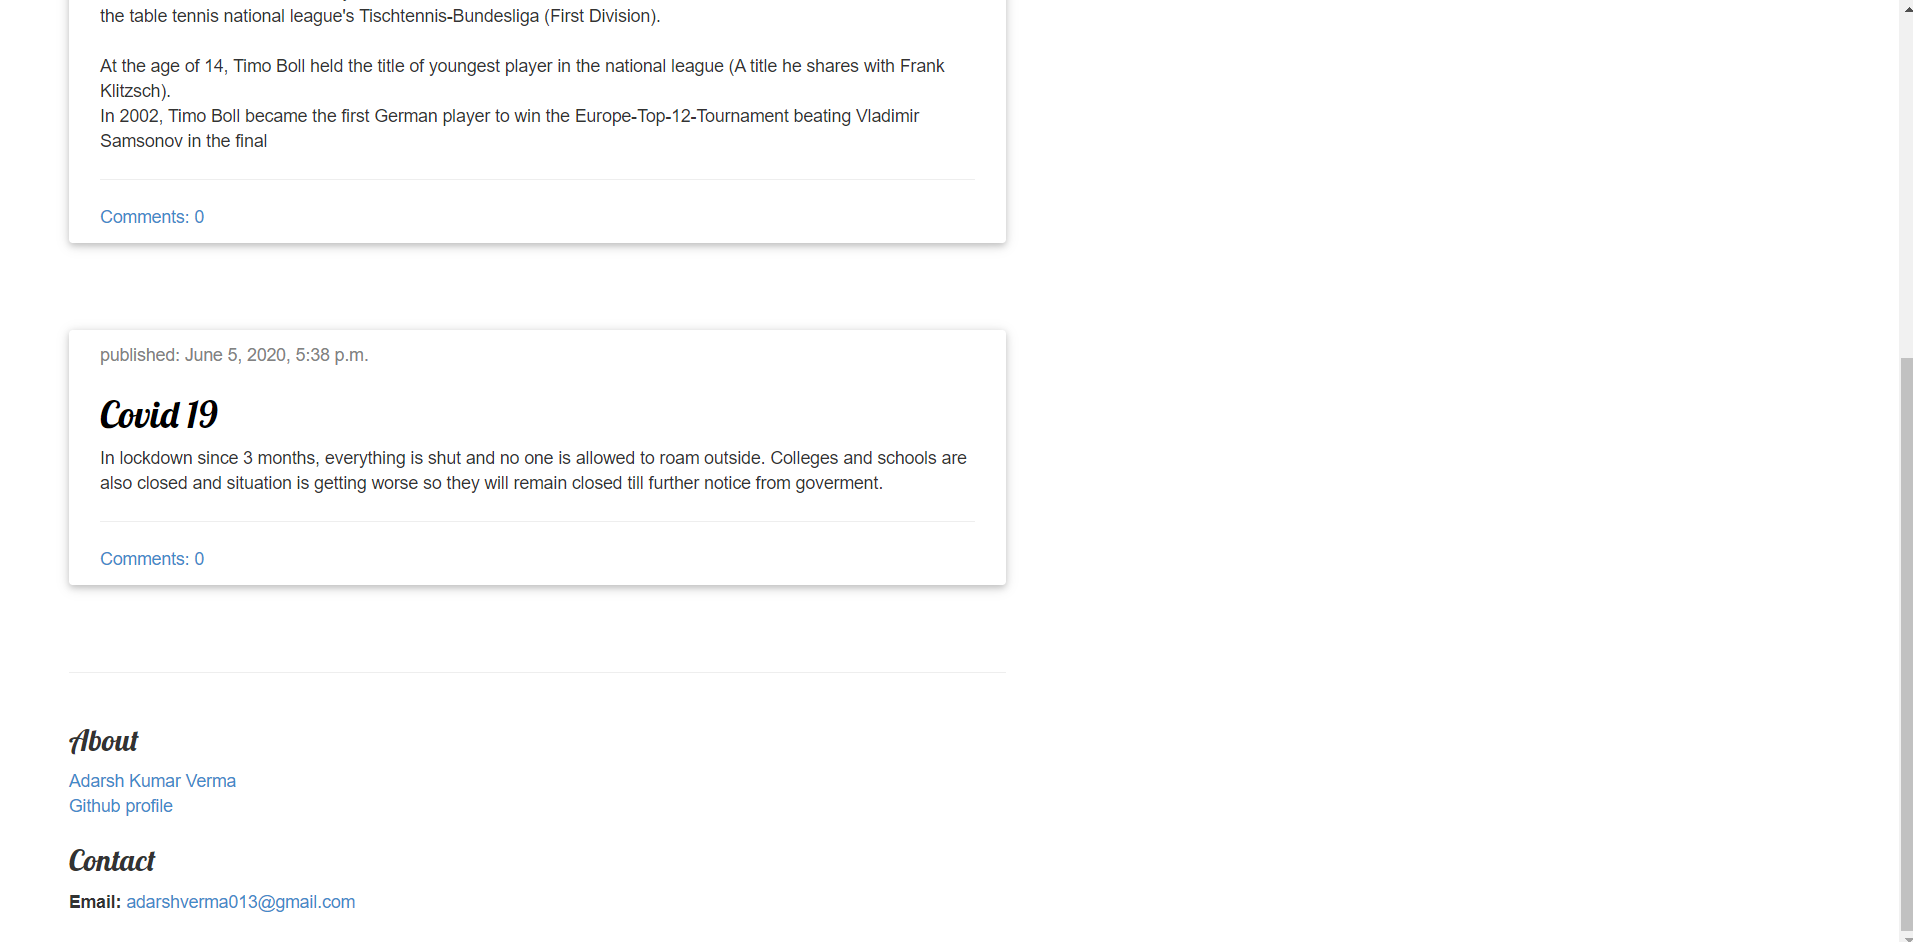 the table tennis national league's Tischtennis-Bundesliga (First Division).
At the age of 14, Timo Boll held the title of youngest player in the national league (A title he shares with Frank
Klitzsch).
In 2002, Timo Boll became the first German player to win the Europe-Top-12-Tournament beating Vladimir
Samsonov in the final
Comments: 0
published: June 5, 2020, 5:38 p.m.
Covid 19
In lockdown since 3 months, everything is shut and no one is allowed to roam outside. Colleges and schools are
also closed and situation is getting worse so they will remain closed till further notice from goverment.
Comments: 0
About
Adarsh Kumar Verma
Github profile
Contact
Email: adarshverma013@gmail.com